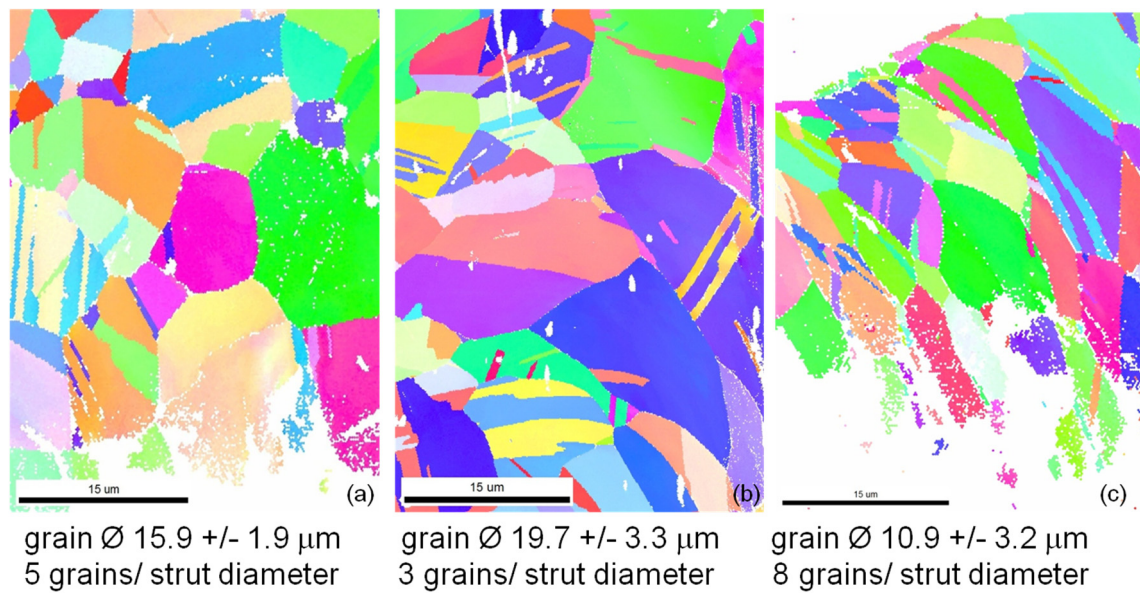 15 um
(a)
15 um
(b)
15 um
(c)
grain Ø 15.9 +/- 1.9 μm
5 grains/ strut diameter
grain Ø 19.7 +/- 3.3 μm
3 grains/ strut diameter
grain Ø 10.9 +/- 3.2 μm
8 grains/ strut diameter